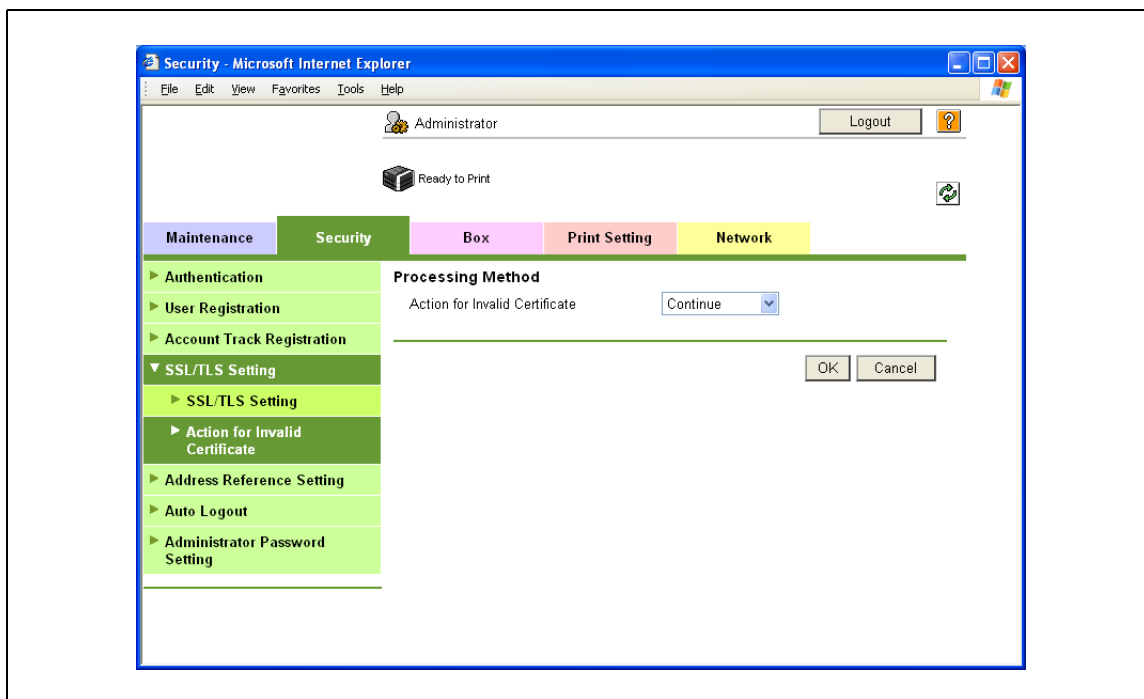 Security - Microsoft Internet Explorer
File Edit View Favorites Tools Help
Administrator
Logout
?
Ready to Print
Maintenance Security Box Print Setting Network
Authentication
User Registration
Account Track Registration
SSL/TLS Setting
SSL/TLS Setting
Action for Invalid
Certificate
Address Reference Setting
Auto Logout
Administrator Password
Setting
Processing Method
Action for Invalid Certificate Continue
OK Cancel